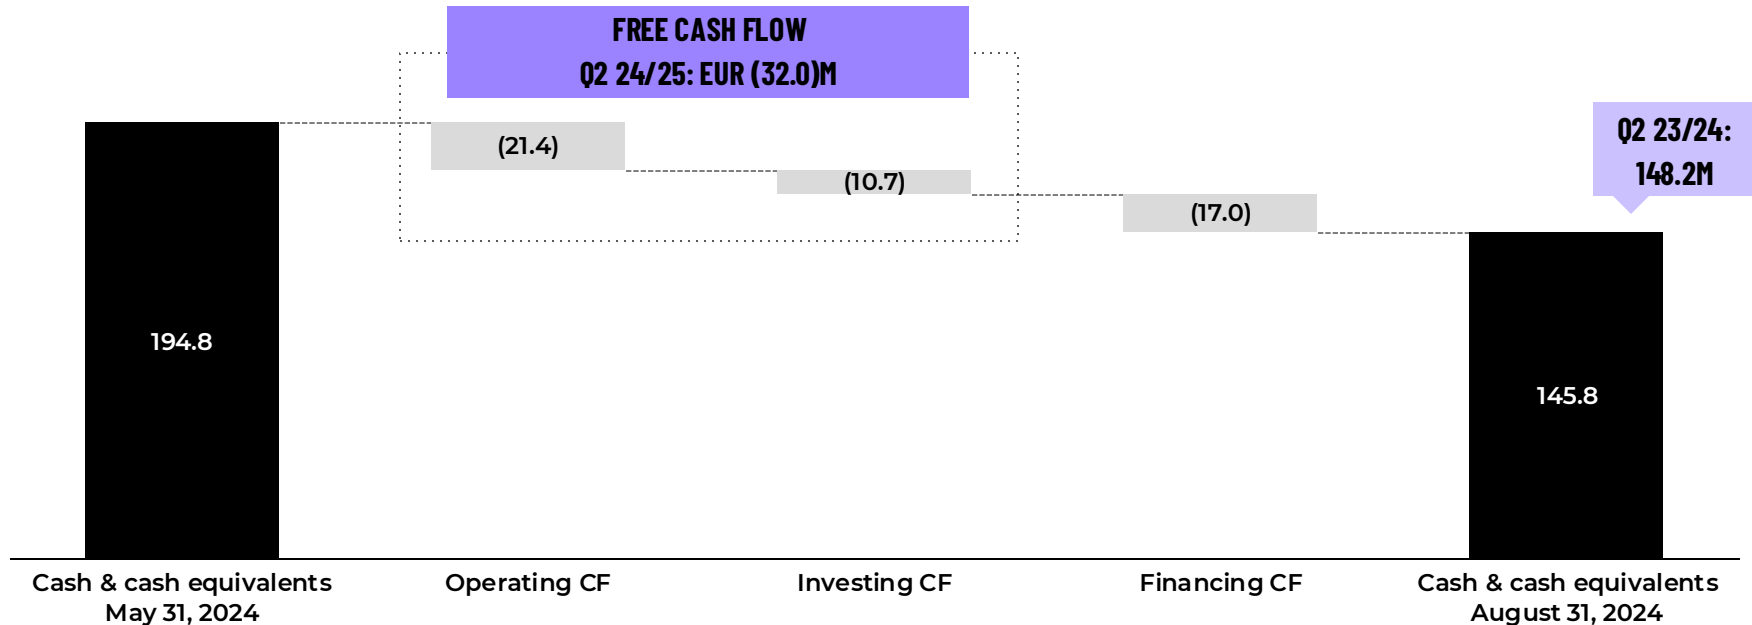 FREE CASH FLOW
Q2 24/25: EUR (32.0)M
Q2 23/24:
148.2M
194.8
(21.4)
(10.7)
(17.0)
145.8
Cash & cash equivalents
May 31, 2024
Operating CF
Investing CF
Financing CF
Cash & cash equivalents
August 31, 2024